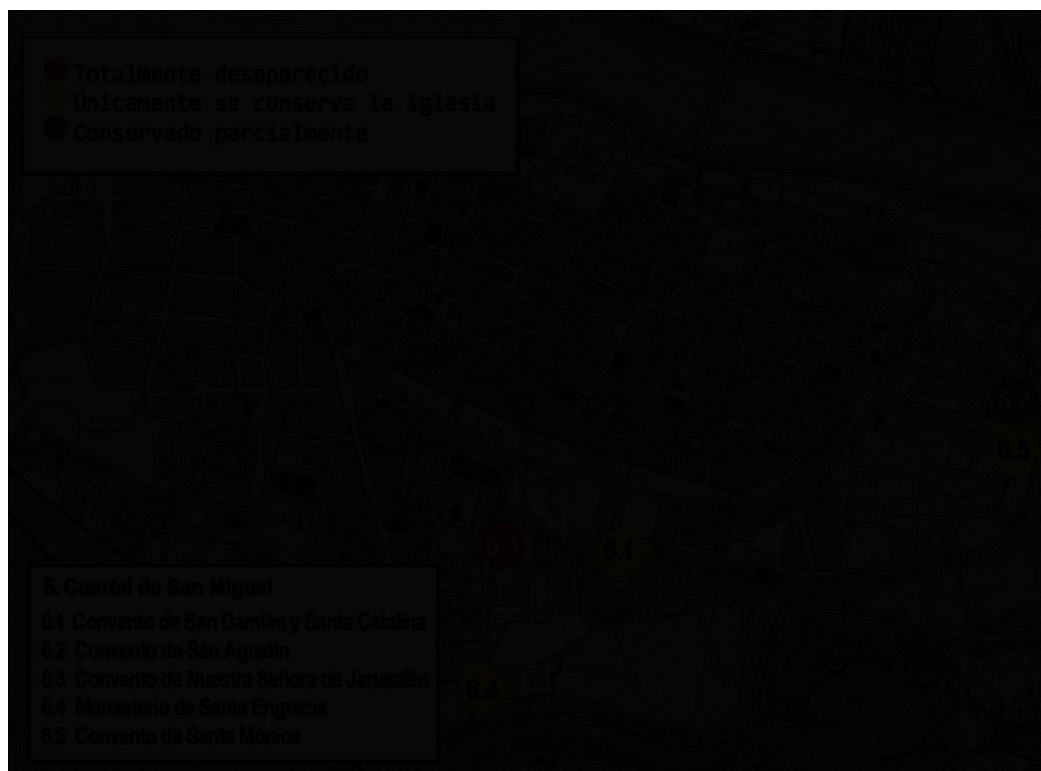 Totalmente desaparecido
Únicamente se conserva la iglesia
Conservado parcialmente
6.2
6.5
6.3
6.1
6.4
6. Cuartel de San Miguel
6.1 Convento de San Damián y Santa Catalina
6.2 Convento de San Agustín
6.3 Convento de Nuestra Señora de Jerusalén
6.4 Monasterio de Santa Engracia
6.5 Convento de Santa Mónica